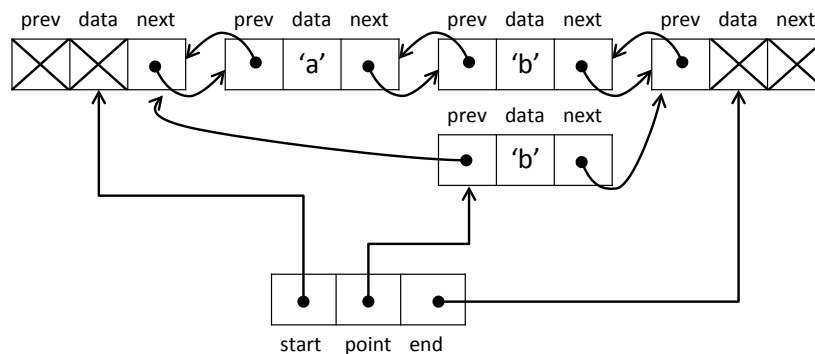 prev data next prev data next prev data next prev data next
‘a’ ‘b’
prev data next
‘b’
start point end